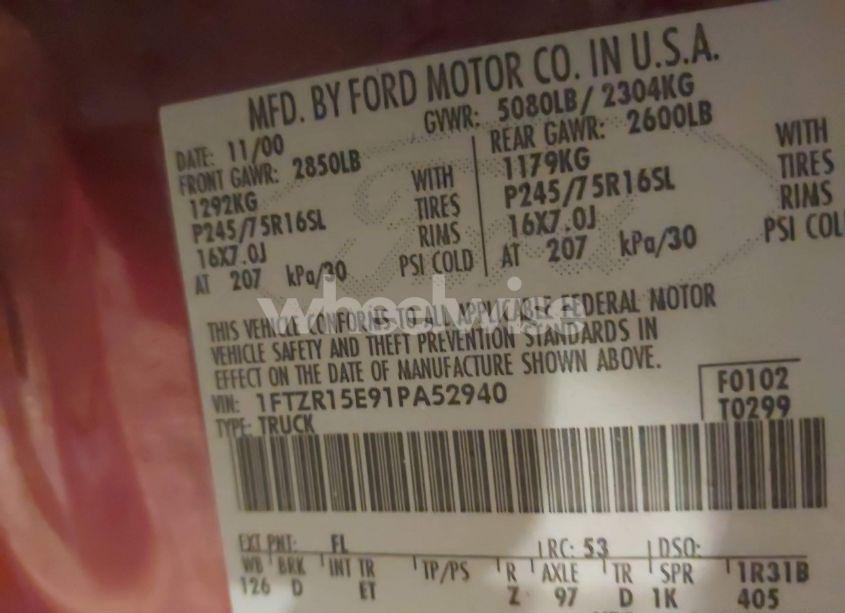 MFD. BY FORD MOTOR CO. IN U.S.A.
DATE: 11/00 GVWR: 5080LB/ 2304KG
FRONT GAWR: 2850LB REAR GAWR: 2600LB
1292KG WITH 1179KG WITH
P245/75R16SL TIRES P245/75R16SL TIRES
16X7.0J RIMS 16X7.0J RIMS
AT 207 kPa/30 PSI COLD AT 207 kPa/30 PSI COL
wheelwise
THIS VEHICLE CONFORMS TO ALL APPLICABLE FEDERAL MOTOR
VEHICLE SAFETY AND THEFT PREVENTION STANDARDS IN
EFFECT ON THE DATE OF MANUFACTURE SHOWN ABOVE.
VIN: 1FTZR15E91PA52940 F0102
TYPE: TRUCK T0299
EXT PNT: FL RC: 53 DSO:
WB BRK INT TR TP/PS R AXLE TR SPR 1R31B
126 D ET Z 97 D 1K 405